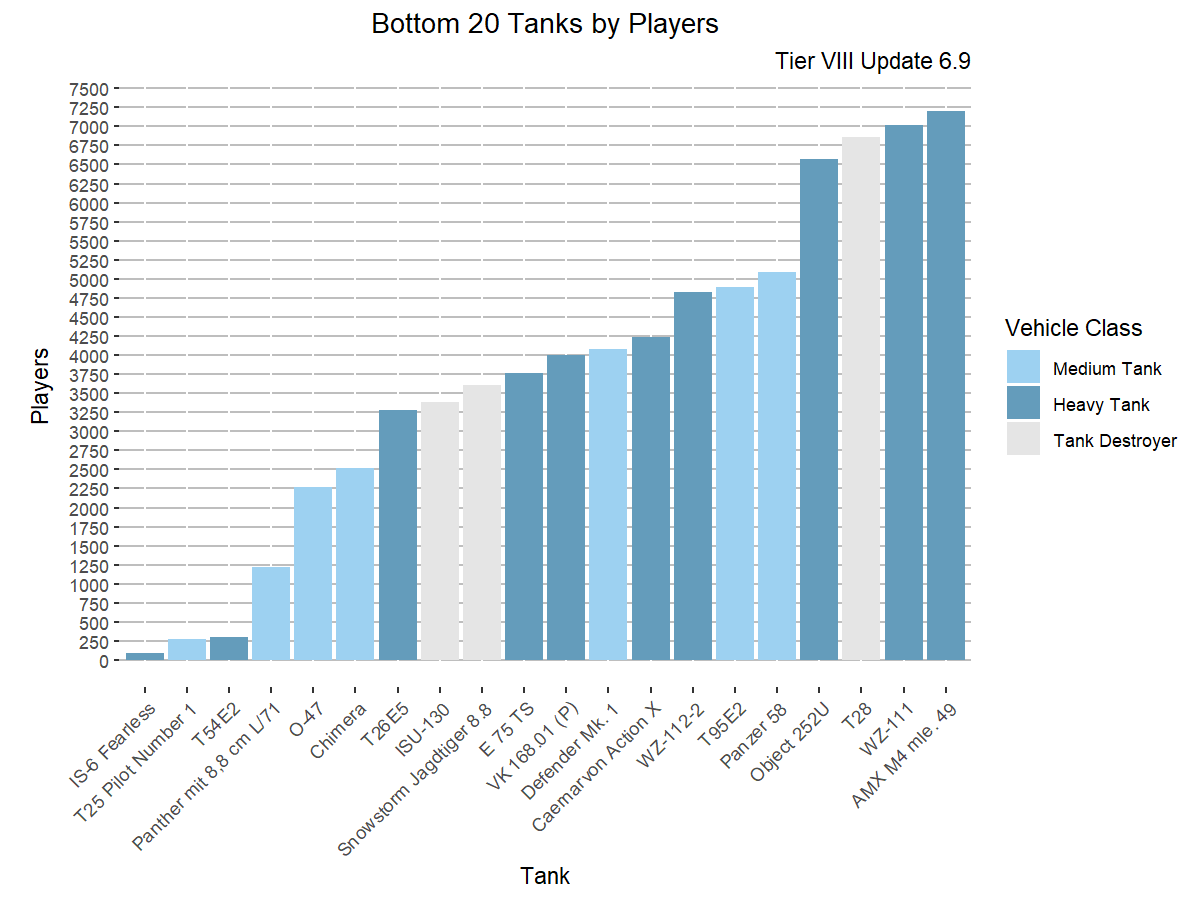 Bottom 20 Tanks by Players
Tier VIII Update 6.9
7500
7250
7000
6750
6500
6250
6000
5750
5500
5250
5000
4750
4500
4250
4000
3750
3500
3250
3000
2750
2500
2250
2000
1750
1500
1250
1000
750
500
250
0
Players
IS-6 Fearless
T25 Pilot Number 1
T54E2
Panther mit 8,8 cm L/71
O-47
Chimera
T26E5
ISU-130
Snowstorm Jagdtiger 8.8
E 75 TS
VK 168.01 (P)
Defender Mk. 1
Caernarvon Action X
WZ-112-2
T95E2
Panzer 58
Object 252U
T28
WZ-111
AMX M4 mle. 49
Tank
Vehicle Class
Medium Tank
Heavy Tank
Tank Destroyer